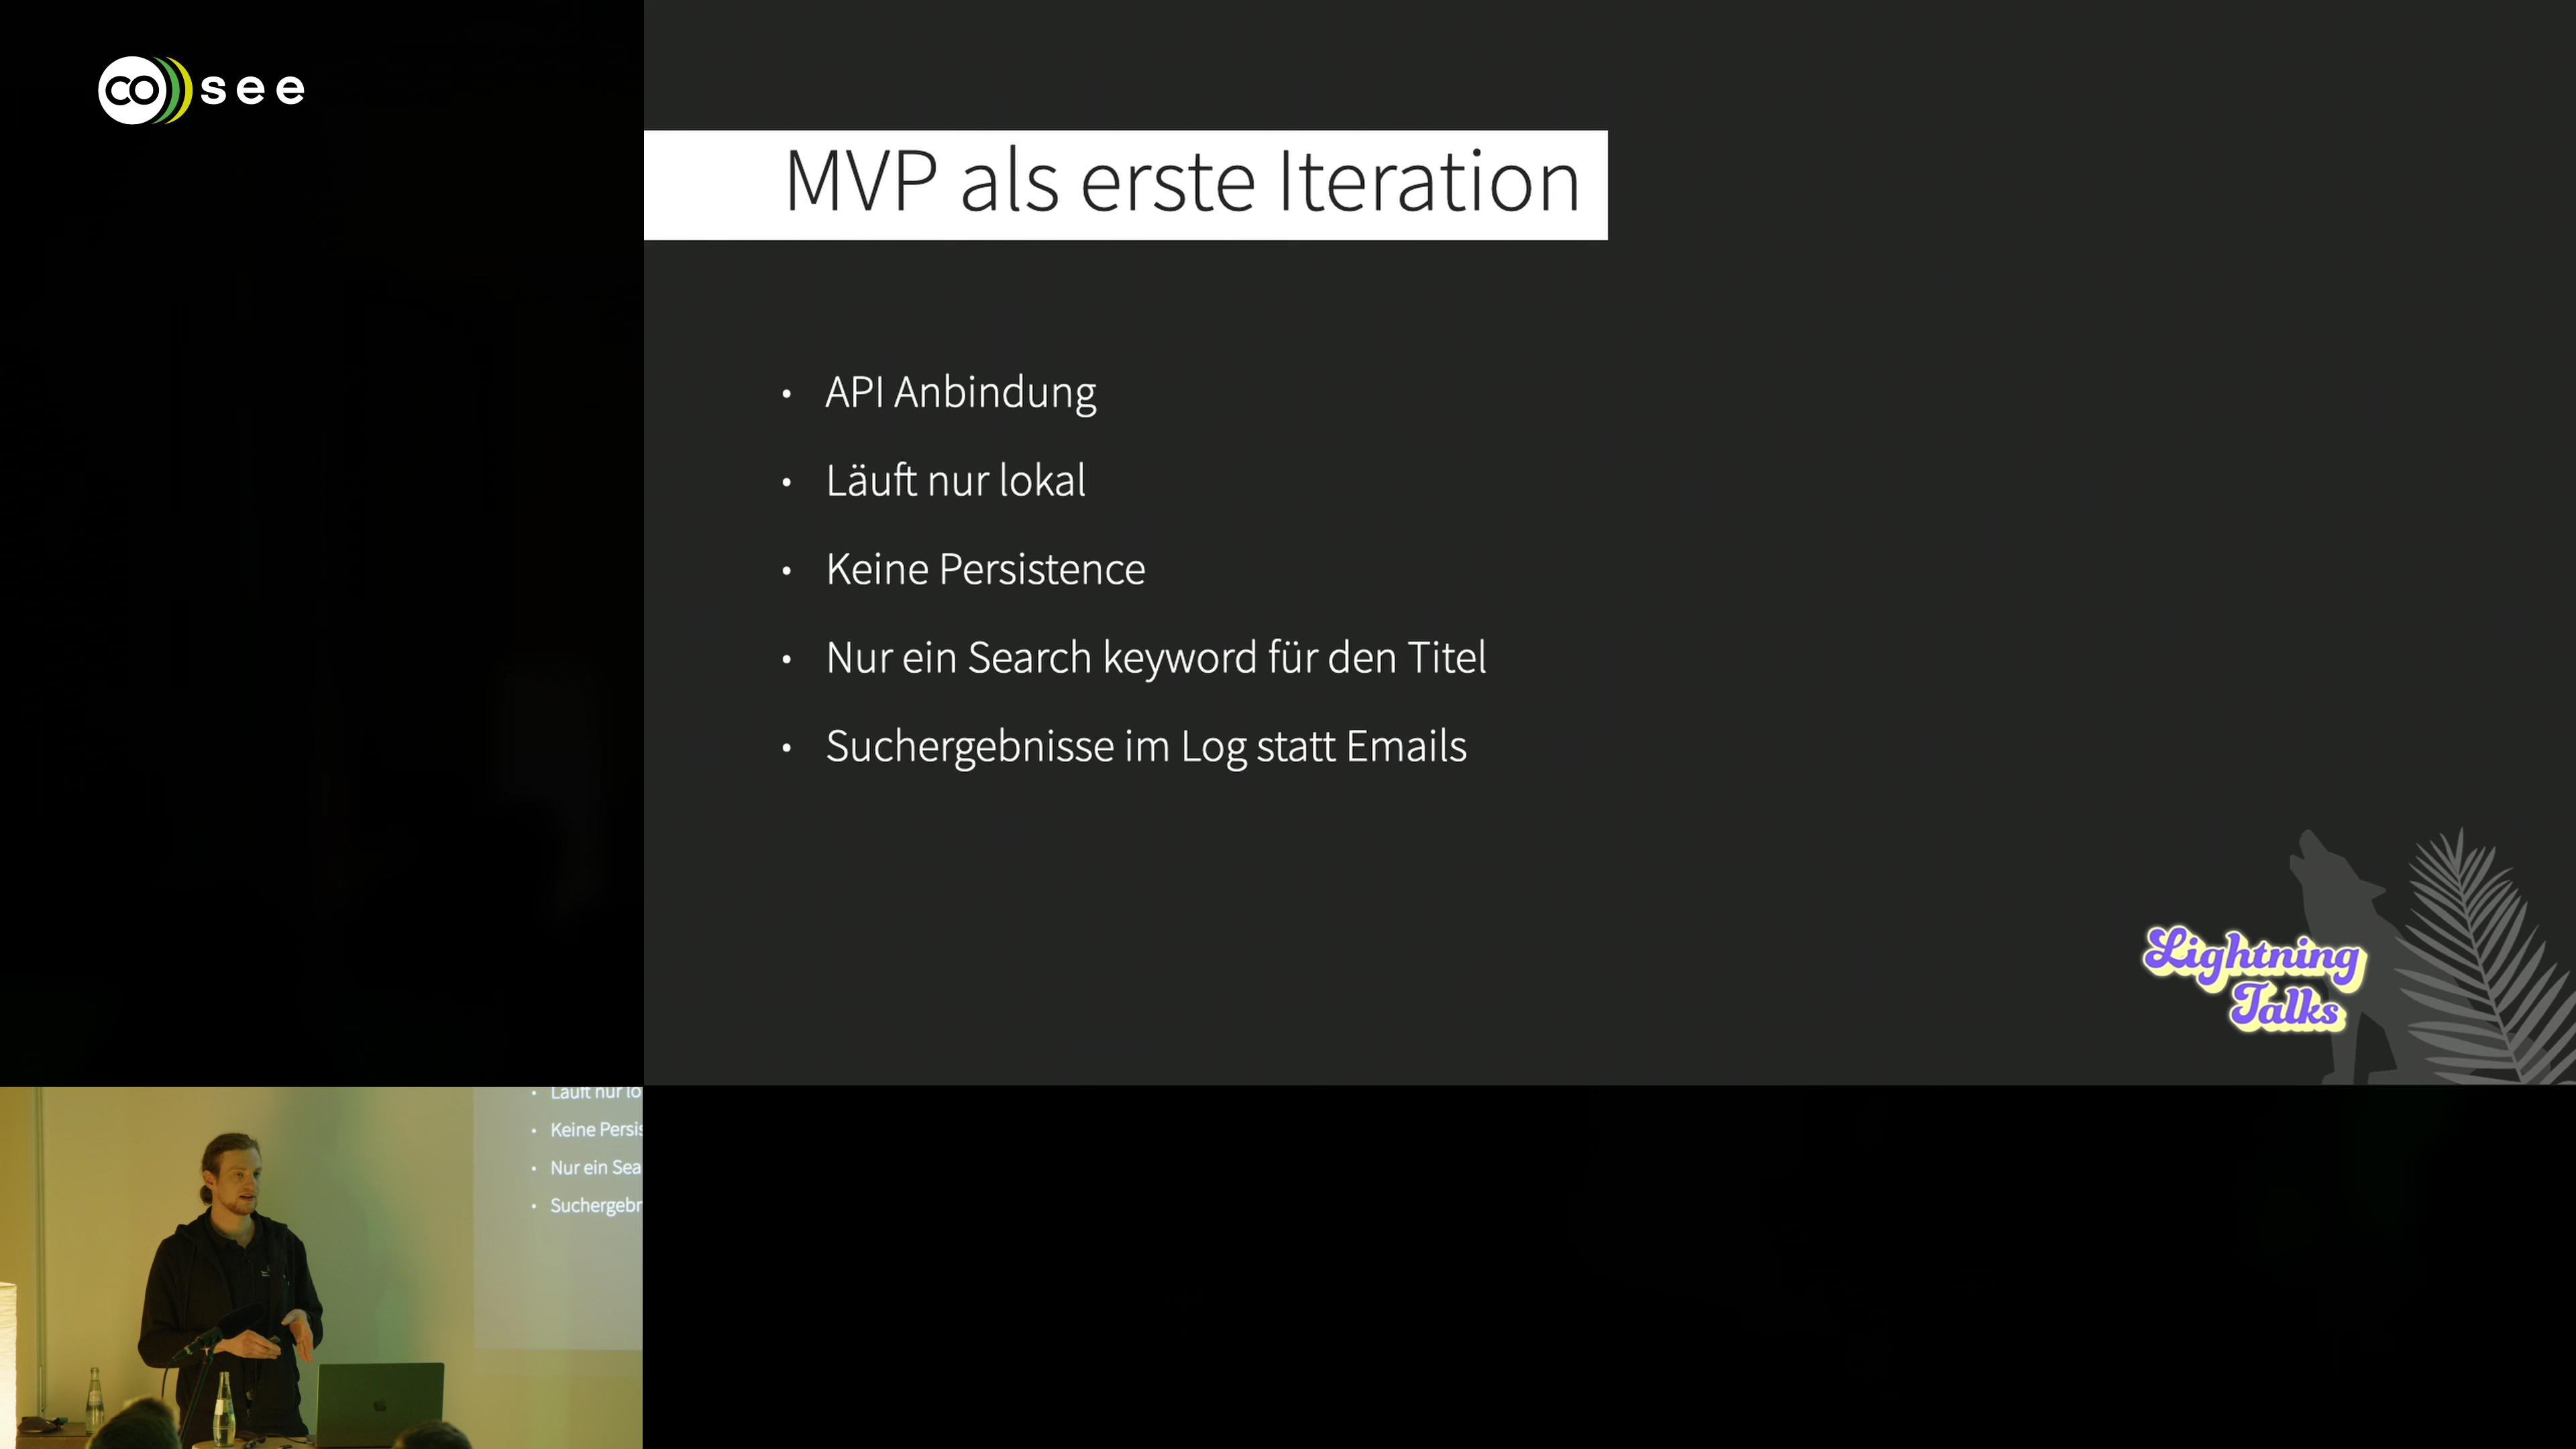 co see
MVP als erste Iteration
• API Anbindung
• Läuft nur lokal
• Keine Persistence
• Nur ein Search keyword für den Titel
• Suchergebnisse im Log statt Emails
Lightning
Talks
• Läuft nur lo
• Keine Persis
• Nur ein Sea
• Suchergebn